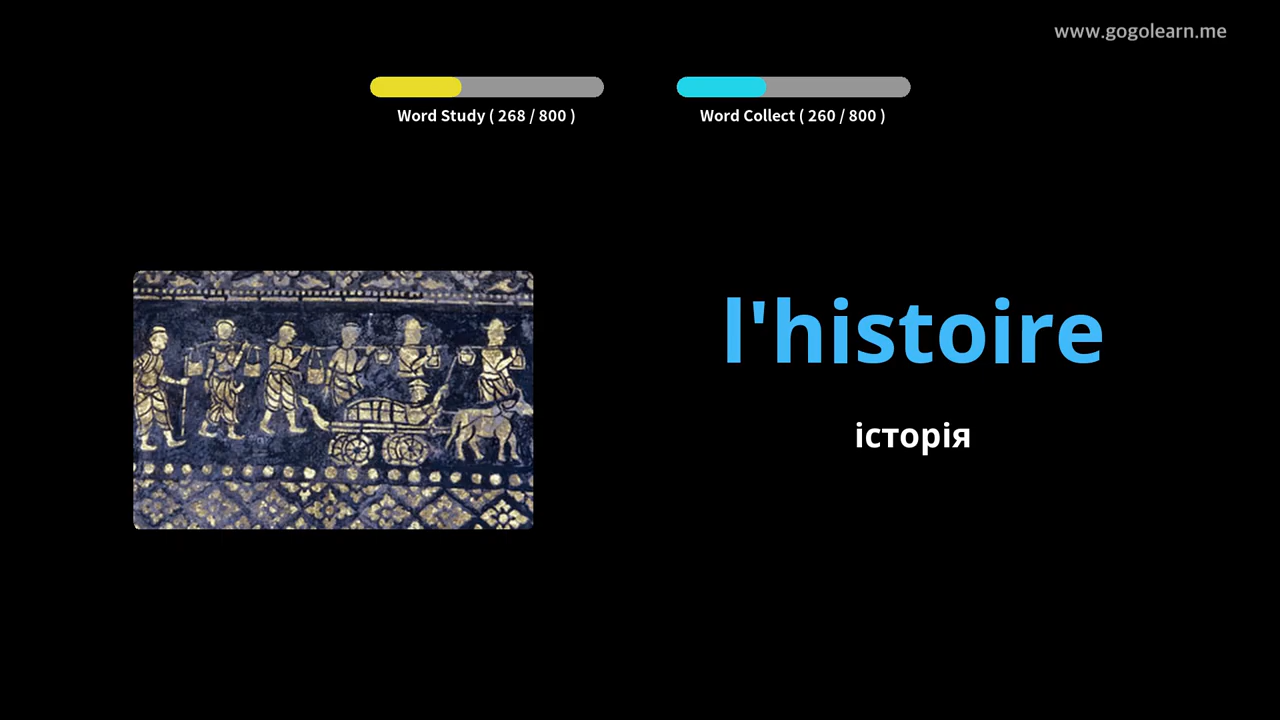 www.gogolearn.me
Word Study ( 268 / 800 )
Word Collect ( 260 / 800 )
l'histoire
історія